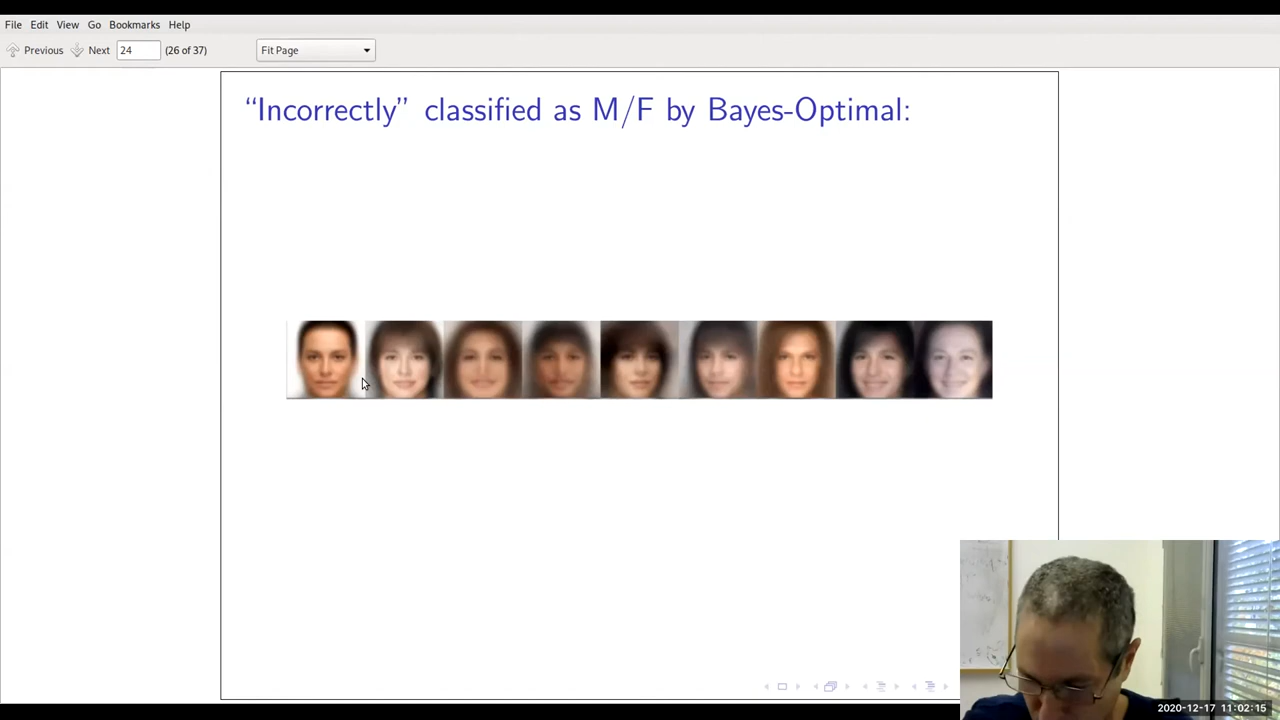 File Edit View Go Bookmarks Help
Previous Next 24 (26 of 37) Fit Page
“Incorrectly” classified as M/F by Bayes-Optimal:
2020-12-17 11:02:15